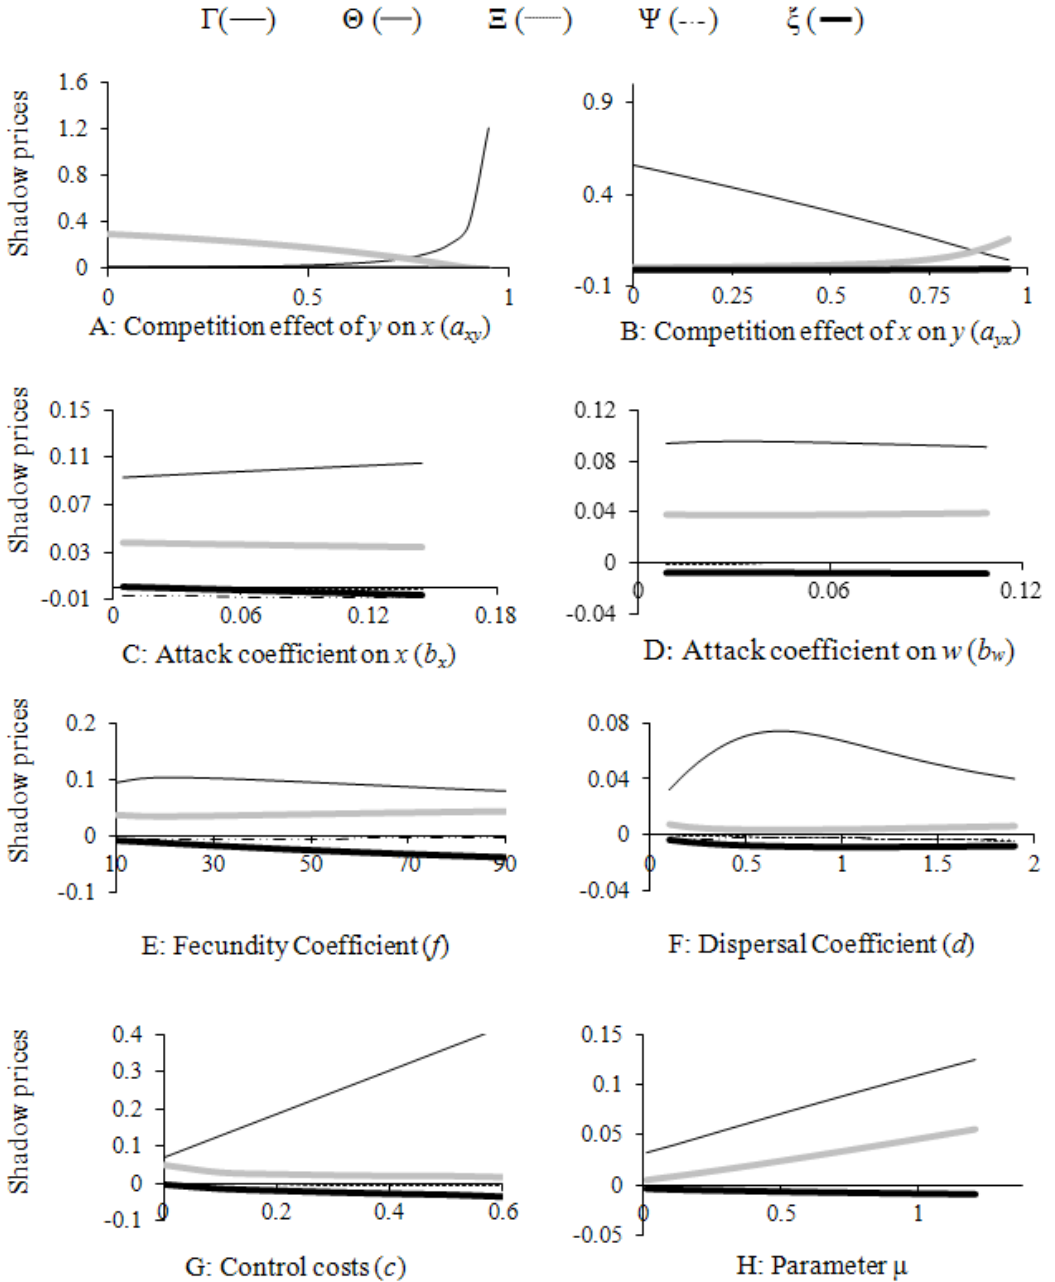 Γ(—) Θ(—) Ξ(┈┈) Ψ(-·-·) ξ(—)
Shadow prices
1.6
1.2
0.8
0.4
0
0 0.5 1
A: Competition effect of y on x (a_xy)
0.9
0.4
-0.1
0 0.25 0.5 0.75 1
B: Competition effect of x on y (a_yx)
Shadow prices
0.15
0.11
0.07
0.03
-0.01
0 0.06 0.12 0.18
C: Attack coefficient on x (b_x)
0.12
0.08
0.04
0
-0.04
0 0.06 0.12
D: Attack coefficient on w (b_w)
Shadow prices
0.2
0.1
0
-0.1
10 30 50 70 90
E: Fecundity Coefficient (f)
0.08
0.04
0
-0.04
0 0.5 1 1.5 2
F: Dispersal Coefficient (d)
Shadow prices
0.4
0.3
0.2
0.1
0
-0.1
0 0.2 0.4 0.6
G: Control costs (c)
0.15
0.1
0.05
0
-0.05
0 0.5 1
H: Parameter μ